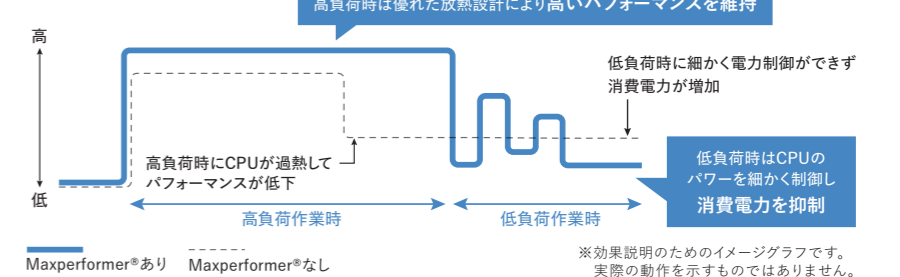 高負荷時は優れた放熱設計により高いパフォーマンスを維持
高
低負荷時に細かく電力制御ができず
消費電力が増加
高負荷時にCPUが過熱して
パフォーマンスが低下
低負荷時はCPUの
パワーを細かく制御し
消費電力を抑制
低
高負荷作業時
低負荷作業時
Maxperformer®あり
Maxperformer®なし
※効果説明のためのイメージグラフです。
実際の動作を示すものではありません。